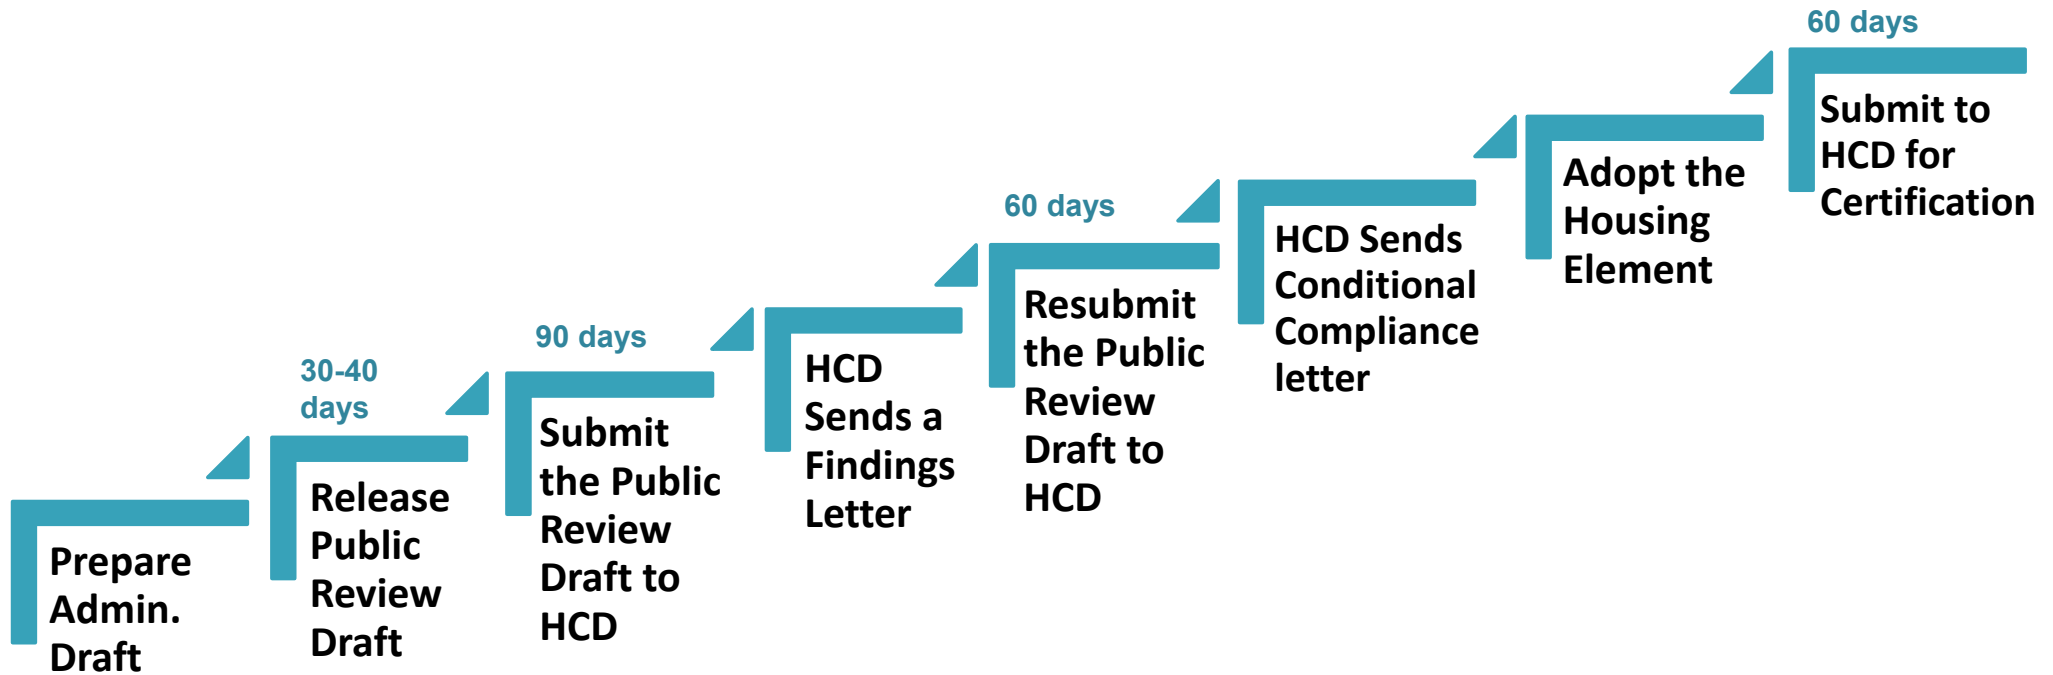 Prepare
Admin.
Draft
30-40
days
Release
Public
Review
Draft
90 days
Submit
the Public
Review
Draft to
HCD
HCD
Sends a
Findings
Letter
60 days
Resubmit
the Public
Review
Draft to
HCD
HCD Sends
Conditional
Compliance
letter
Adopt the
Housing
Element
60 days
Submit to
HCD for
Certification